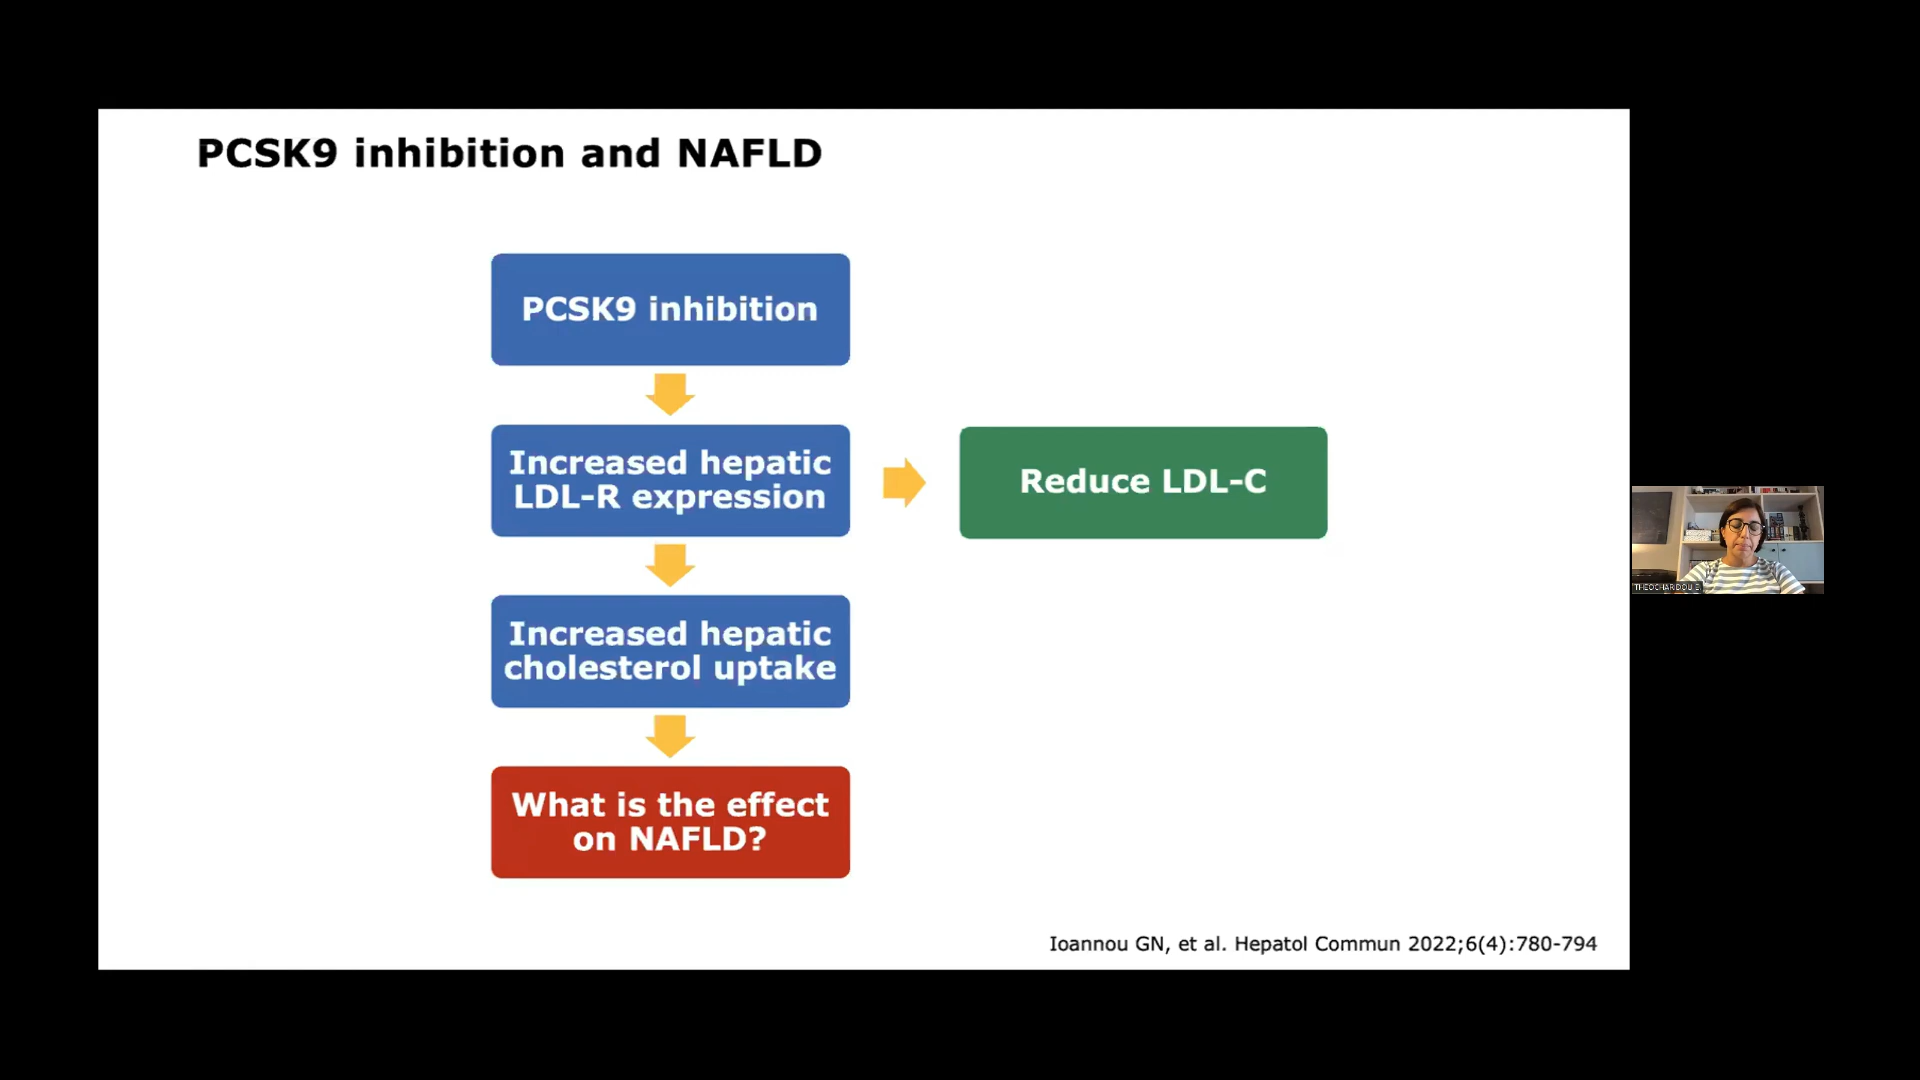 PCSK9 inhibition and NAFLD
PCSK9 inhibition
Increased hepatic
LDL-R expression
Reduce LDL-C
Increased hepatic
cholesterol uptake
What is the effect
on NAFLD?
Ioannou GN, et al. Hepatol Commun 2022;6(4):780-794
THEOCHARIDOU E